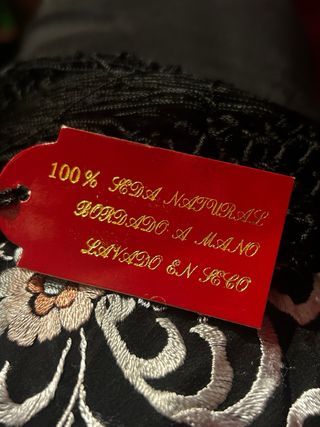 100% SEDA NATURAL
BORDADO A MANO
LAVADO EN SECO